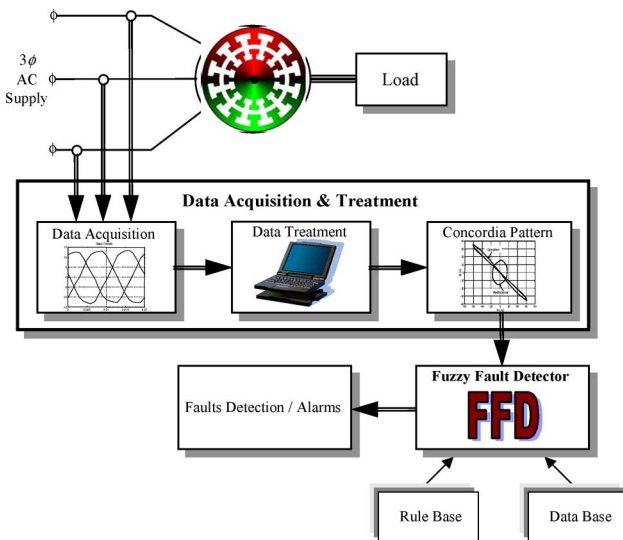 3ϕ
AC
Supply
ϕ
ϕ
ϕ
Load
Data Acquisition & Treatment
Data Acquisition
Data Treatment
Concordia Pattern
Fuzzy Fault Detector
FFD
Faults Detection / Alarms
Rule Base
Data Base